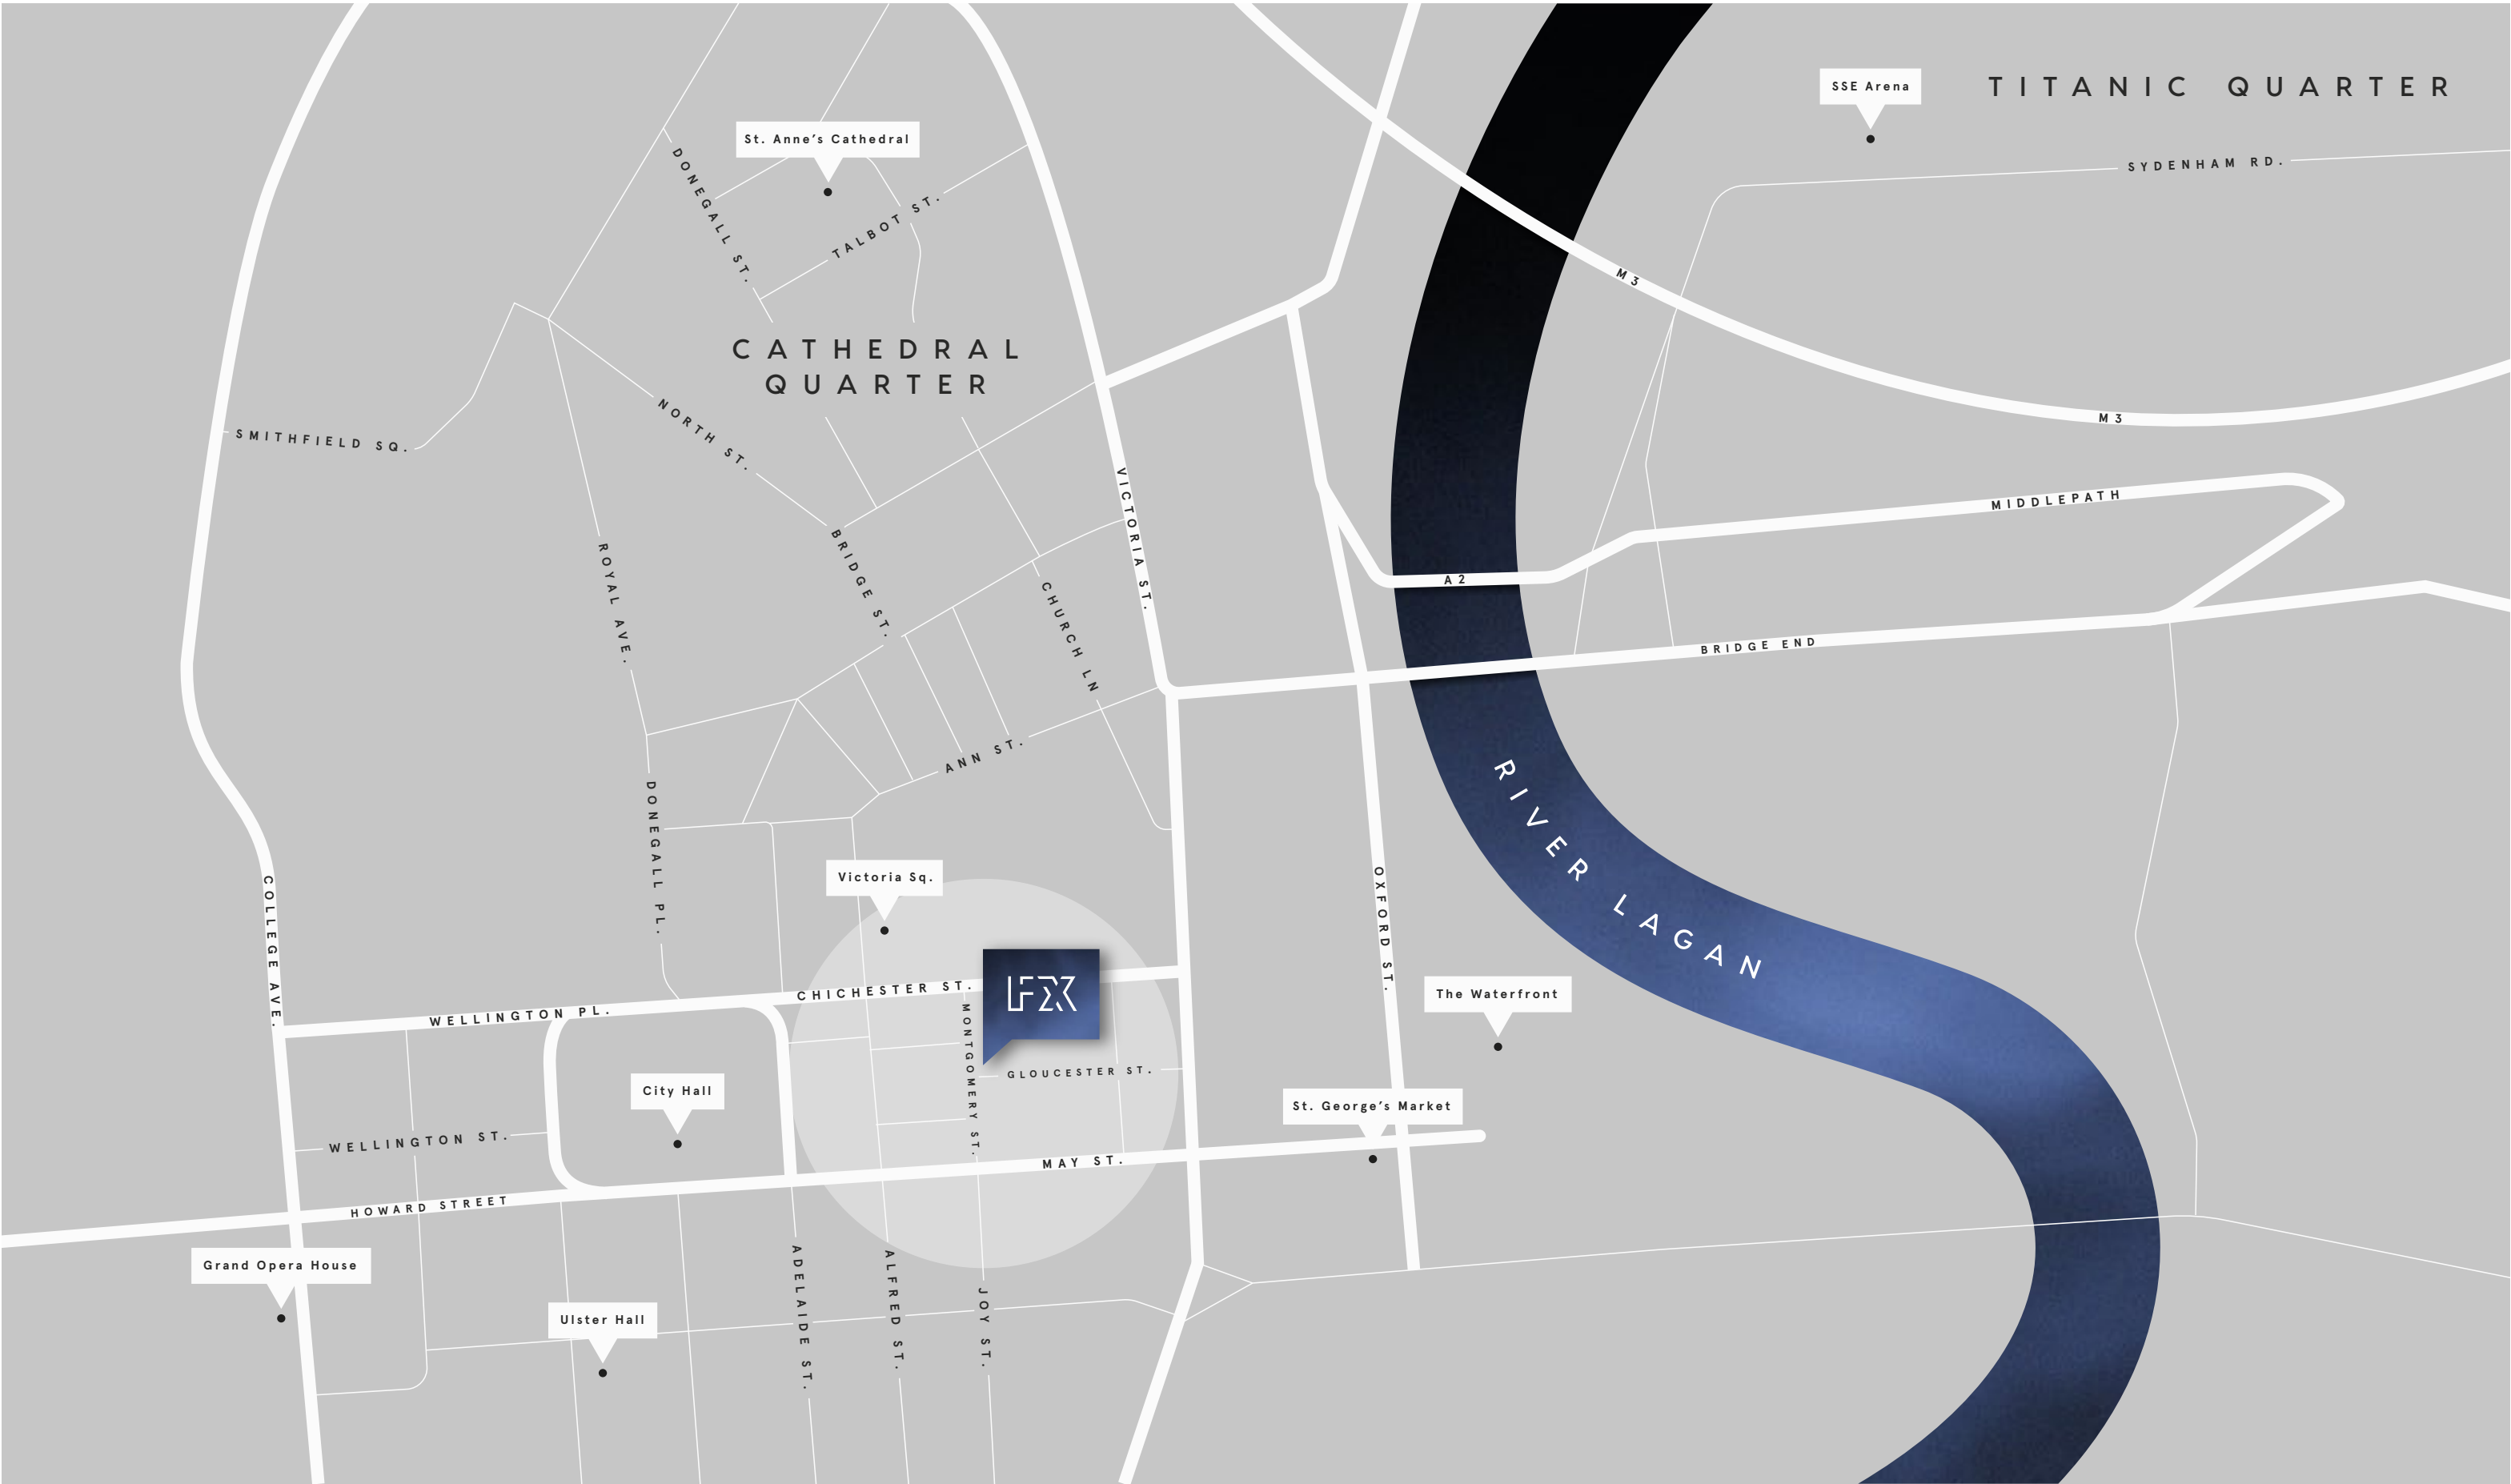 SSE Arena
TITANIC QUARTER
St. Anne's Cathedral
DONEGALL ST.
SYDENHAM RD.
TALBOT ST.
M3
CATHEDRAL
QUARTER
NORTH ST.
M3
SMITHFIELD SQ.
VICTORIA ST.
MIDDLEPATH
BRIDGE ST.
ROYAL AVE.
A2
CHURCH LN
BRIDGE END
ANN ST.
RIVER LAGAN
DONEGALL PL.
Victoria Sq.
COLLEGE AVE.
OXFORD ST.
CHICHESTER ST.
FX
The Waterfront
WELLINGTON PL.
MONTGOMERY ST.
GLOUCESTER ST.
City Hall
St. George's Market
WELLINGTON ST.
MAY ST.
HOWARD STREET
Grand Opera House
ADELAIDE ST.
ALFRED ST.
JOY ST.
Ulster Hall